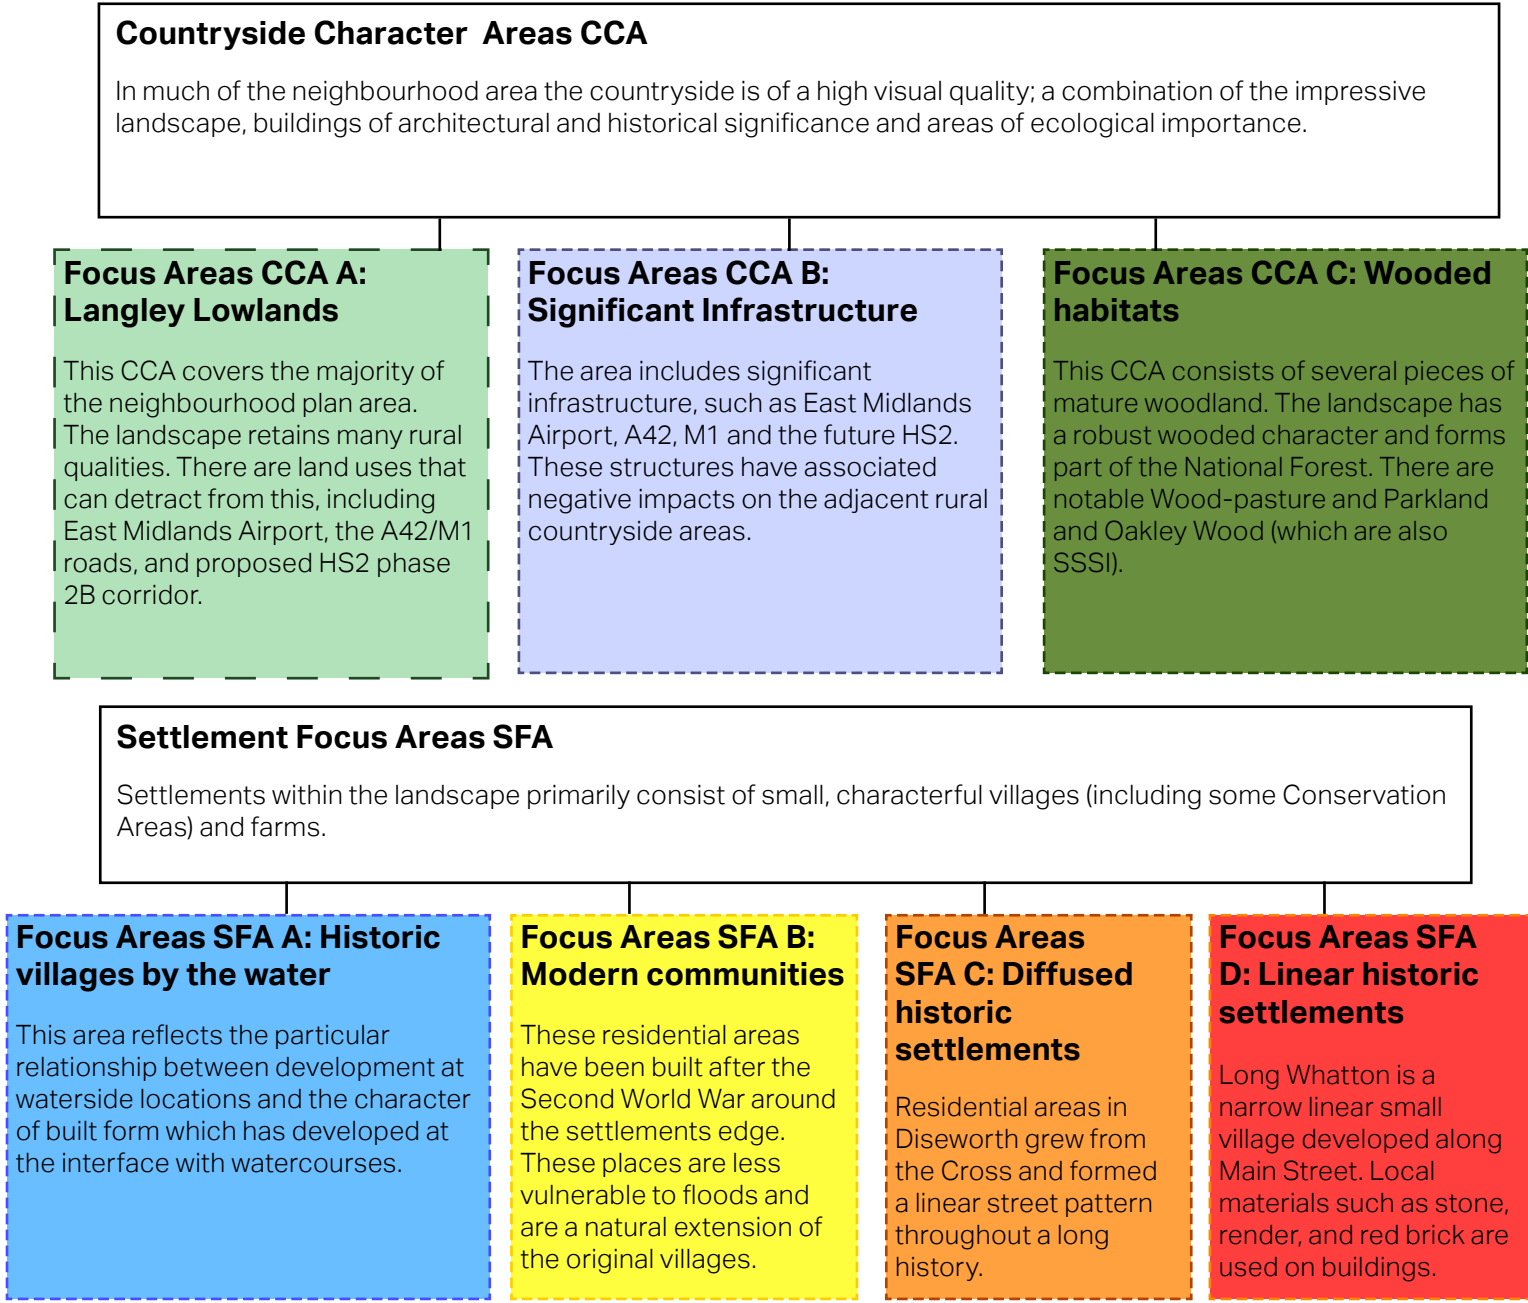 Countryside Character Areas CCA
In much of the neighbourhood area the countryside is of a high visual quality; a combination of the impressive
landscape, buildings of architectural and historical significance and areas of ecological importance.
Focus Areas CCA A:
Langley Lowlands
This CCA covers the majority of
the neighbourhood plan area.
The landscape retains many rural
qualities. There are land uses that
can detract from this, including
East Midlands Airport, the A42/M1
roads, and proposed HS2 phase
2B corridor.
Focus Areas CCA B:
Significant Infrastructure
The area includes significant
infrastructure, such as East Midlands
Airport, A42, M1 and the future HS2.
These structures have associated
negative impacts on the adjacent rural
countryside areas.
Focus Areas CCA C: Wooded
habitats
This CCA consists of several pieces of
mature woodland. The landscape has
a robust wooded character and forms
part of the National Forest. There are
notable Wood-pasture and Parkland
and Oakley Wood (which are also
SSSI).
Settlement Focus Areas SFA
Settlements within the landscape primarily consist of small, characterful villages (including some Conservation
Areas) and farms.
Focus Areas SFA A: Historic
villages by the water
This area reflects the particular
relationship between development at
waterside locations and the character
of built form which has developed at
the interface with watercourses.
Focus Areas SFA B:
Modern communities
These residential areas
have been built after the
Second World War around
the settlements edge.
These places are less
vulnerable to floods and
are a natural extension of
the original villages.
Focus Areas
SFA C: Diffused
historic
settlements
Residential areas in
Diseworth grew from
the Cross and formed
a linear street pattern
throughout a long
history.
Focus Areas SFA
D: Linear historic
settlements
Long Whatton is a
narrow linear small
village developed along
Main Street. Local
materials such as stone,
render, and red brick are
used on buildings.